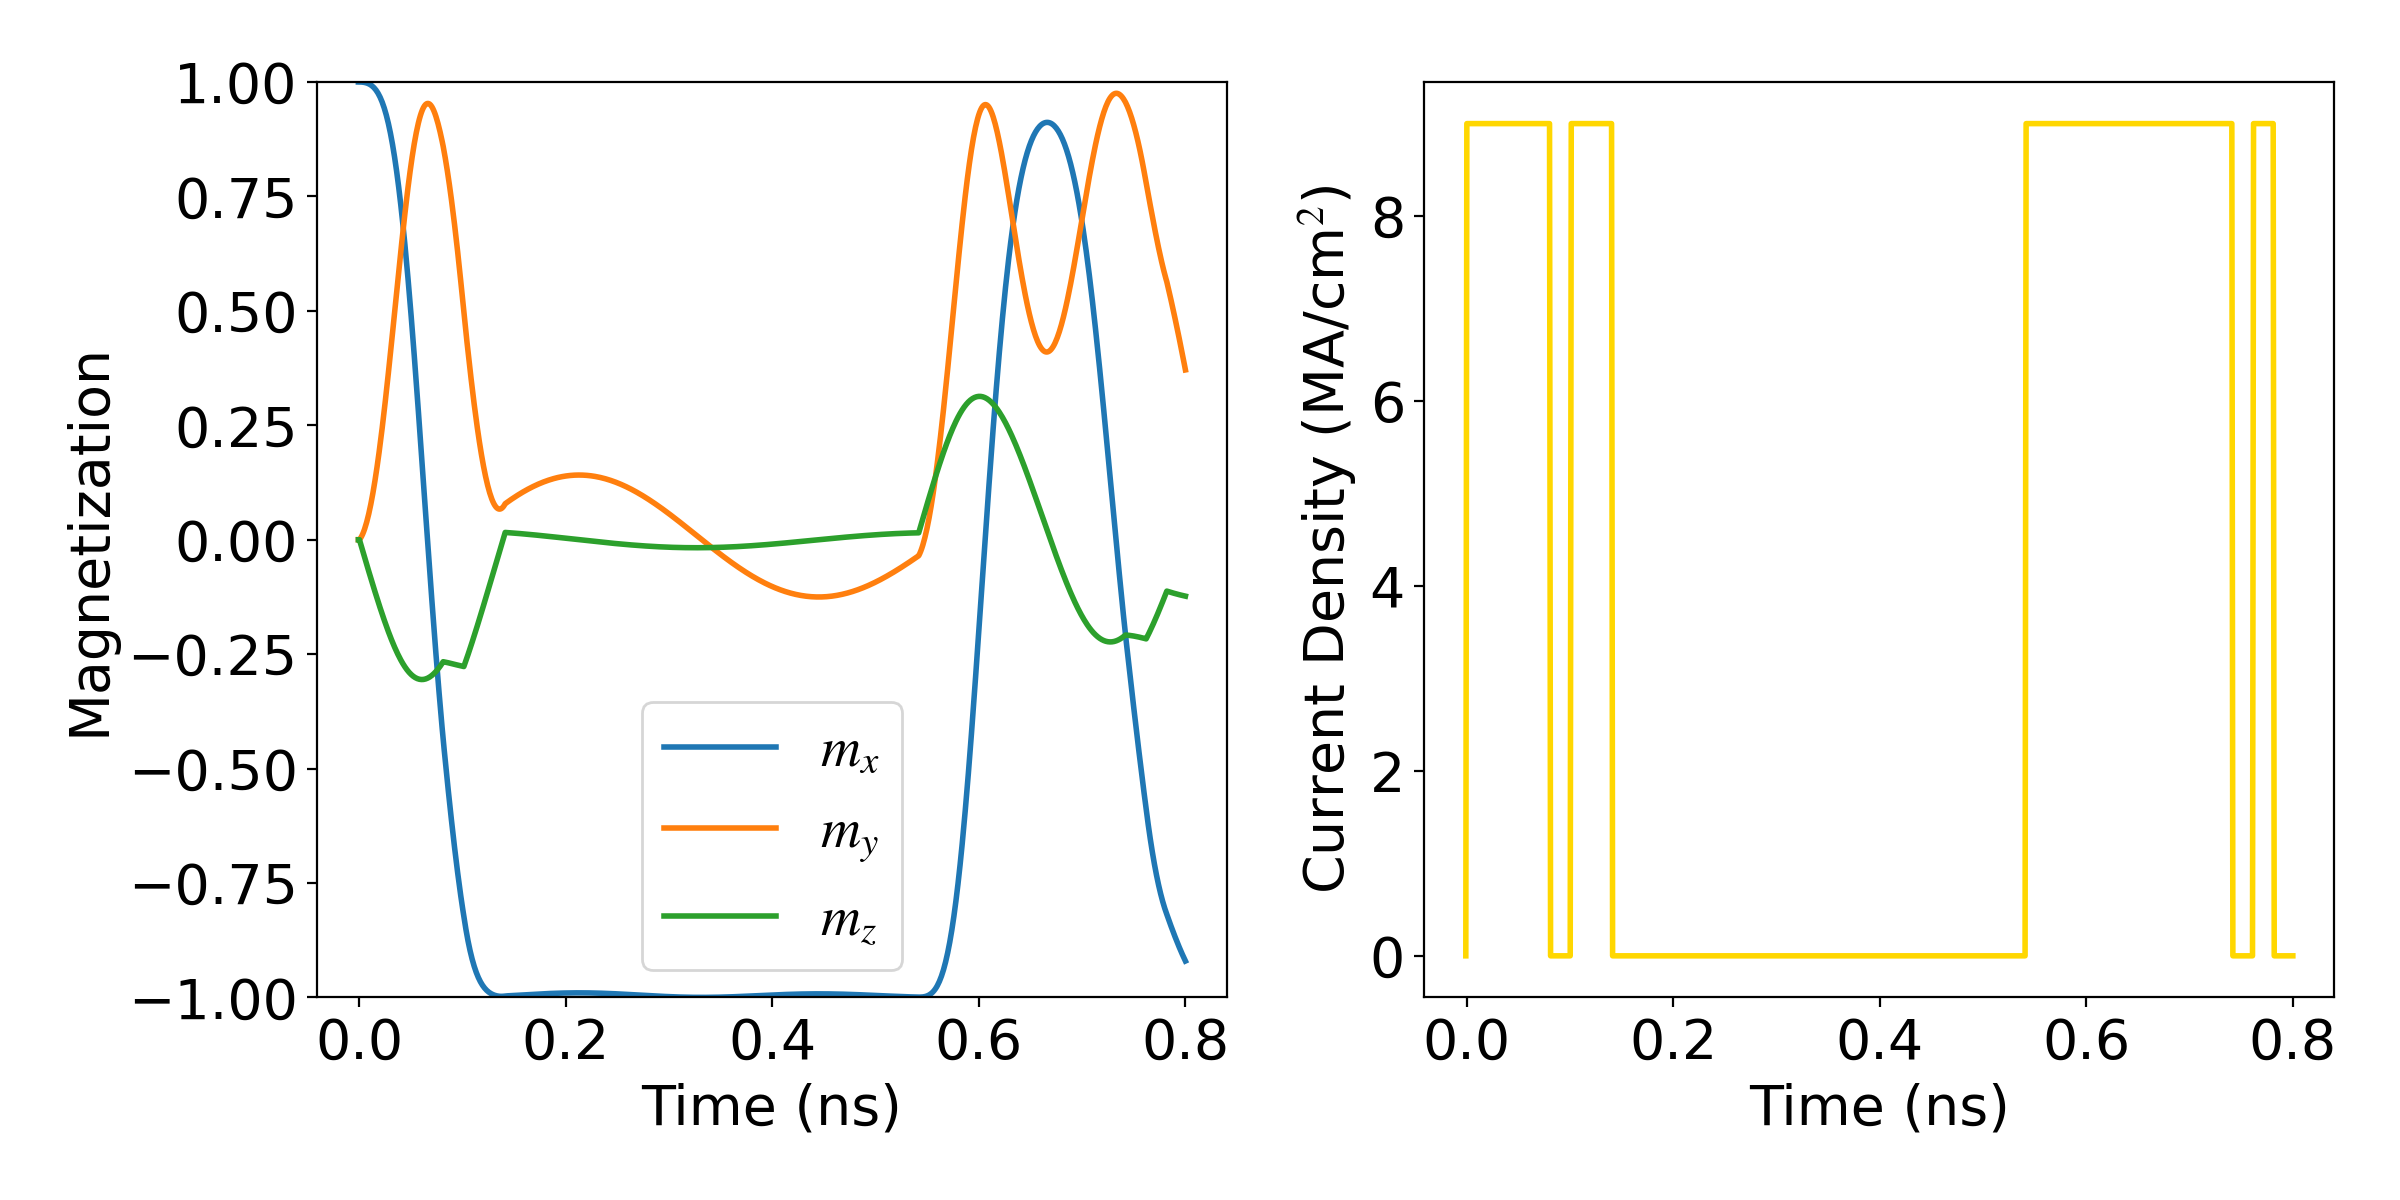 Magnetization
1.00
0.75
0.50
0.25
0.00
−0.25
−0.50
−0.75
−1.00
0.0 0.2 0.4 0.6 0.8
Time (ns)
m_x
m_y
m_z
Current Density (MA/cm²)
8
6
4
2
0
0.0 0.2 0.4 0.6 0.8
Time (ns)